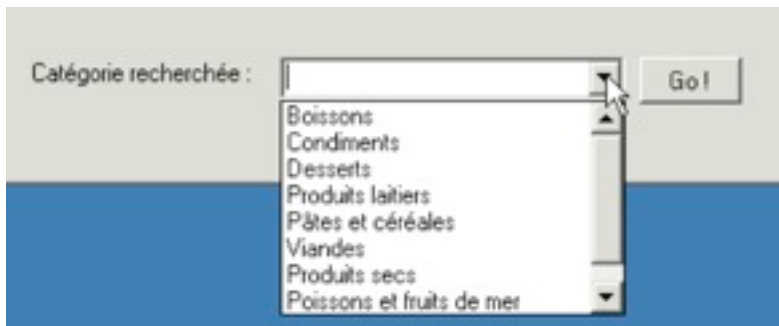 Catégorie recherchée :
Go !
Boissons
Condiments
Desserts
Produits laitiers
Pâtes et céréales
Viandes
Produits secs
Poissons et fruits de mer